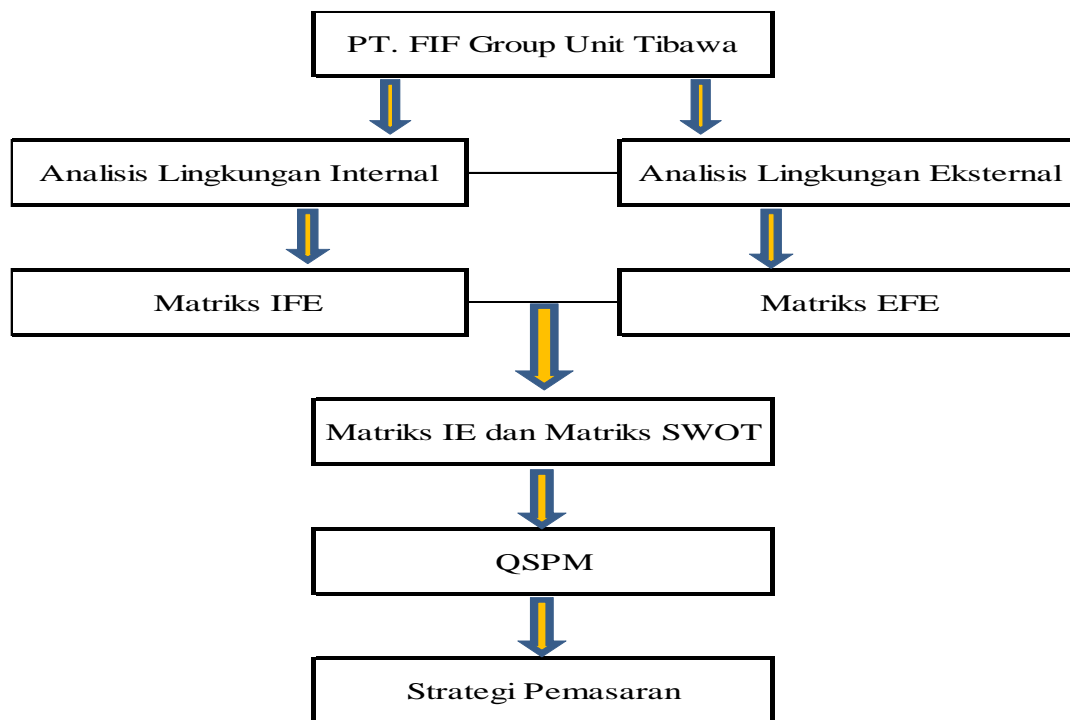 PT. FIF Group Unit Tibawa
Analisis Lingkungan Internal
Analisis Lingkungan Eksternal
Matriks IFE
Matriks EFE
Matriks IE dan Matriks SWOT
QSPM
Strategi Pemasaran